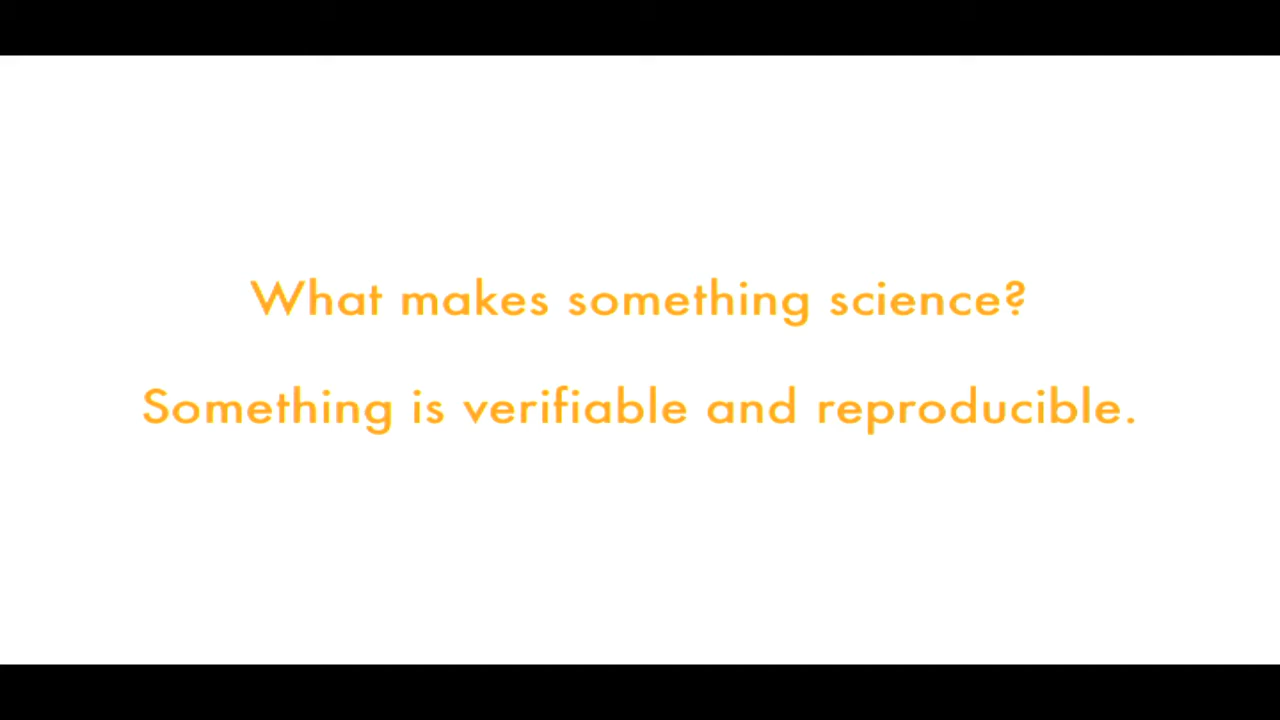 What makes something science?
Something is verifiable and reproducible.